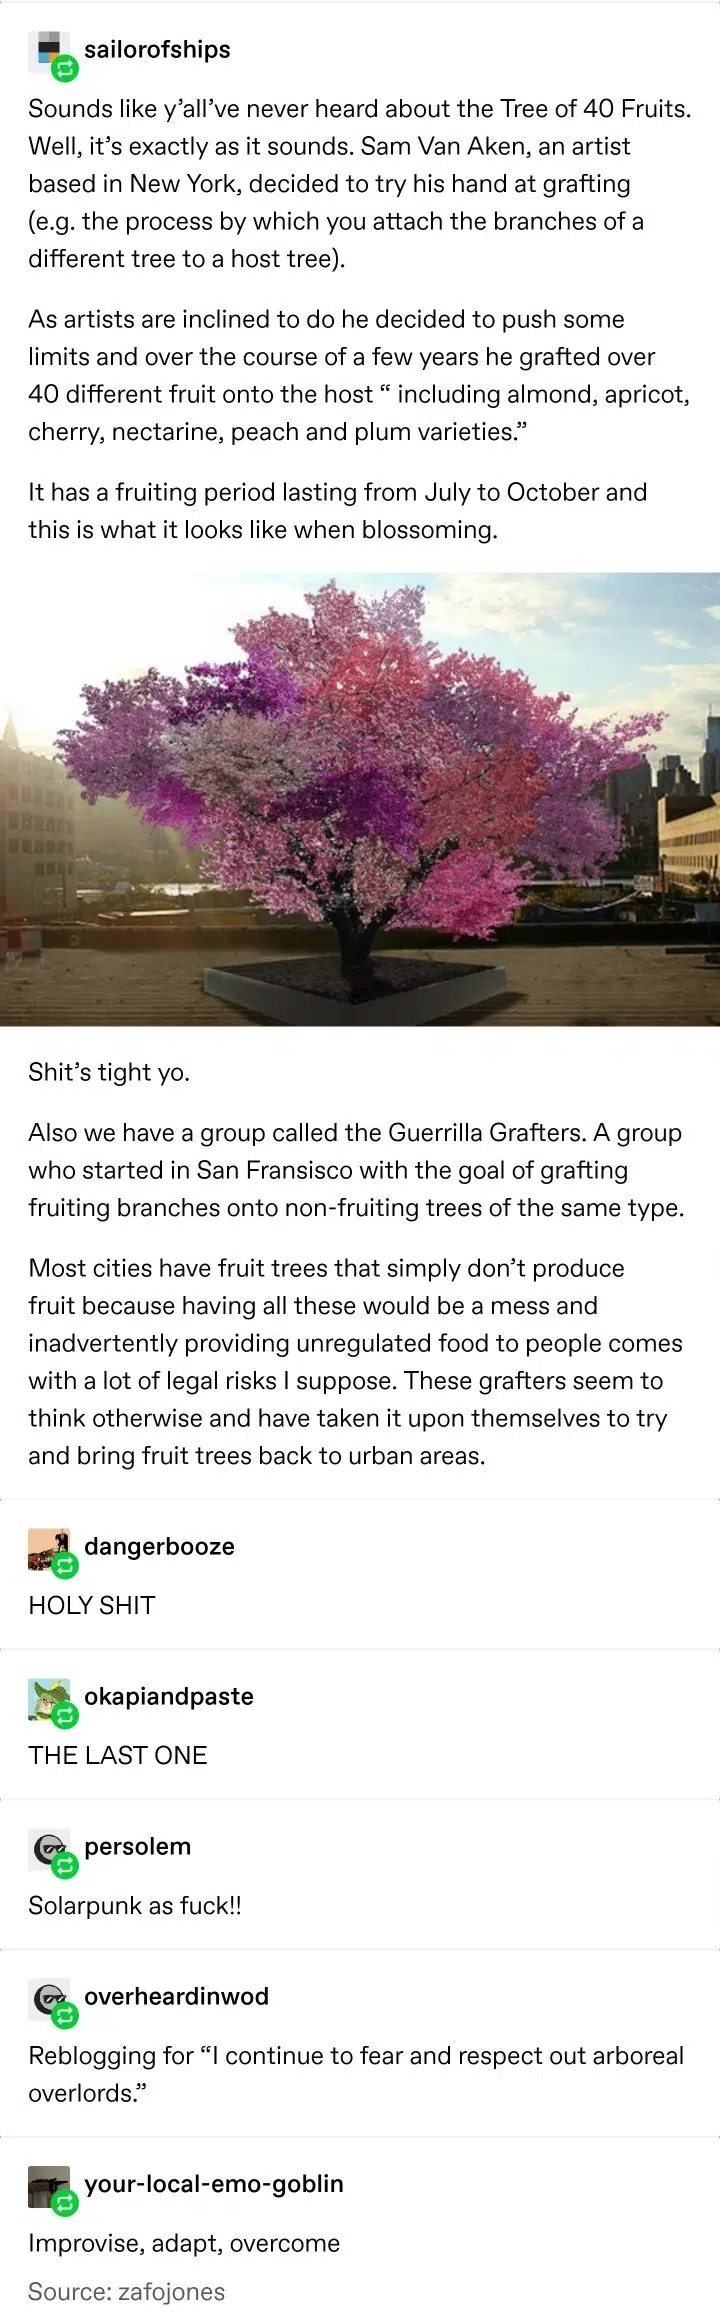 sailorofships
Sounds like y’all’ve never heard about the Tree of 40 Fruits.
Well, it’s exactly as it sounds. Sam Van Aken, an artist
based in New York, decided to try his hand at grafting
(e.g. the process by which you attach the branches of a
different tree to a host tree).
As artists are inclined to do he decided to push some
limits and over the course of a few years he grafted over
40 different fruit onto the host “ including almond, apricot,
cherry, nectarine, peach and plum varieties.”
It has a fruiting period lasting from July to October and
this is what it looks like when blossoming.
Shit’s tight yo.
Also we have a group called the Guerrilla Grafters. A group
who started in San Fransisco with the goal of grafting
fruiting branches onto non-fruiting trees of the same type.
Most cities have fruit trees that simply don’t produce
fruit because having all these would be a mess and
inadvertently providing unregulated food to people comes
with a lot of legal risks I suppose. These grafters seem to
think otherwise and have taken it upon themselves to try
and bring fruit trees back to urban areas.
dangerbooze
HOLY SHIT
okapiandpaste
THE LAST ONE
persolem
Solarpunk as fuck!!
overheardinwod
Reblogging for “I continue to fear and respect out arboreal
overlords.”
your-local-emo-goblin
Improvise, adapt, overcome
Source: zafojones